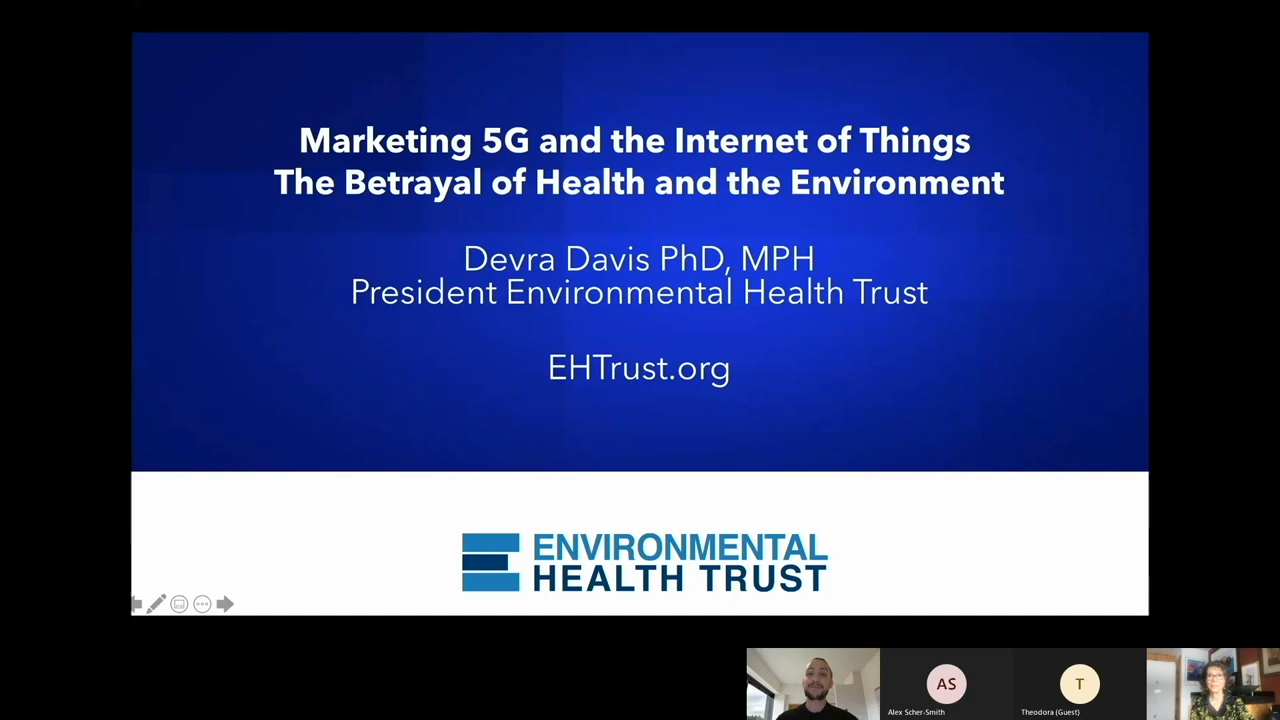 Marketing 5G and the Internet of Things
The Betrayal of Health and the Environment
Devra Davis PhD, MPH
President Environmental Health Trust
EHTrust.org
ENVIRONMENTAL
HEALTH TRUST
AS
Alex Scher-Smith
T
Theodora (Guest)